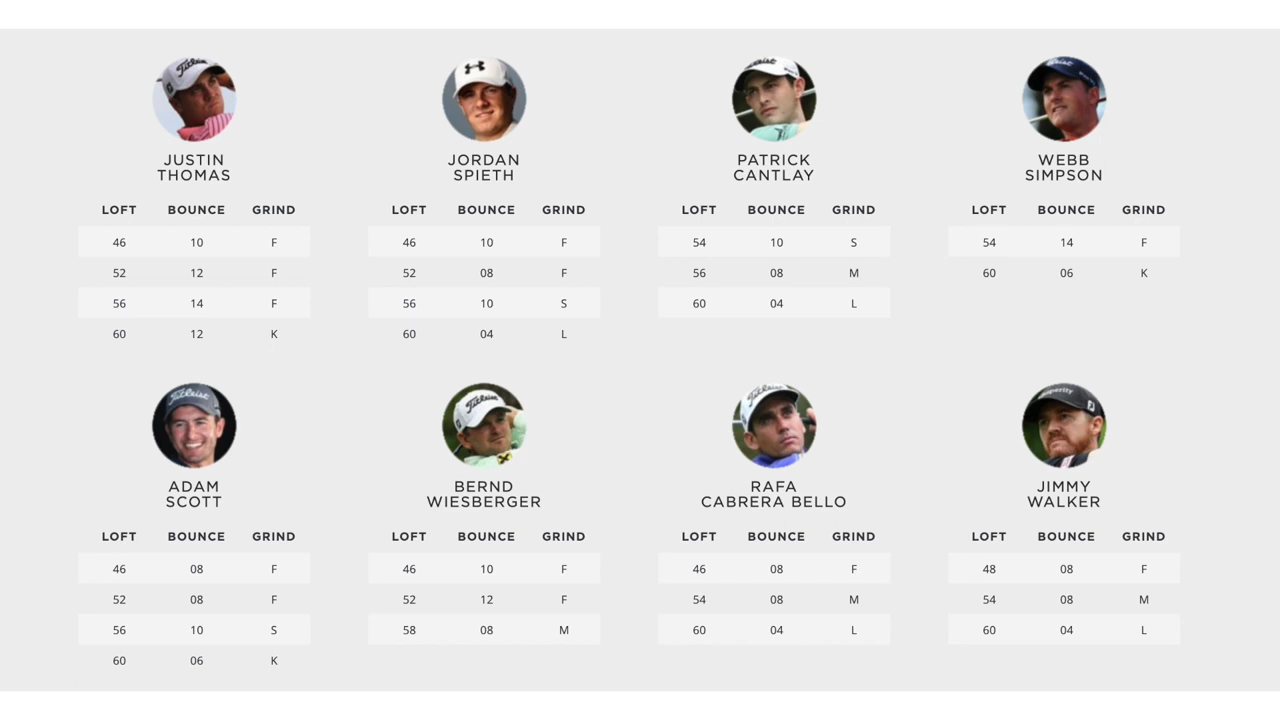 JUSTIN
THOMAS
LOFT BOUNCE GRIND
46 10 F
52 12 F
56 14 F
60 12 K
JORDAN
SPIETH
LOFT BOUNCE GRIND
46 10 F
52 08 F
56 10 S
60 04 L
PATRICK
CANTLAY
LOFT BOUNCE GRIND
54 10 S
56 08 M
60 04 L
WEBB
SIMPSON
LOFT BOUNCE GRIND
54 14 F
60 06 K
ADAM
SCOTT
LOFT BOUNCE GRIND
46 08 F
52 08 F
56 10 S
60 06 K
BERND
WIESBERGER
LOFT BOUNCE GRIND
46 10 F
52 12 F
58 08 M
RAFA
CABRERA BELLO
LOFT BOUNCE GRIND
46 08 F
54 08 M
60 04 L
JIMMY
WALKER
LOFT BOUNCE GRIND
48 08 F
54 08 M
60 04 L
Titleist
Titleist
Titleist